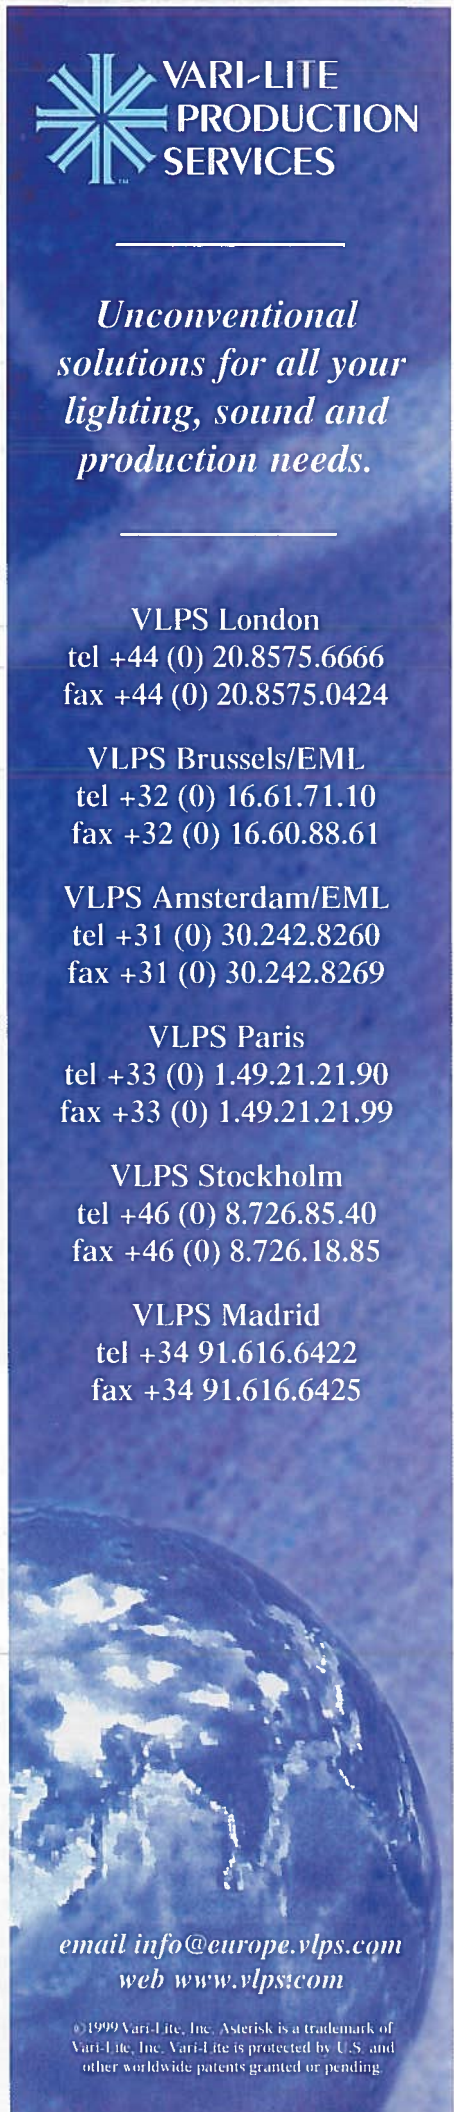 VARI-LITE
PRODUCTION
SERVICES
TM
Unconventional
solutions for all your
lighting, sound and
production needs.
VLPS London
tel +44 (0) 20.8575.6666
fax +44 (0) 20.8575.0424
VLPS Brussels/EML
tel +32 (0) 16.61.71.10
fax +32 (0) 16.60.88.61
VLPS Amsterdam/EML
tel +31 (0) 30.242.8260
fax +31 (0) 30.242.8269
VLPS Paris
tel +33 (0) 1.49.21.21.90
fax +33 (0) 1.49.21.21.99
VLPS Stockholm
tel +46 (0) 8.726.85.40
fax +46 (0) 8.726.18.85
VLPS Madrid
tel +34 91.616.6422
fax +34 91.616.6425
email info@europe.vlps.com
web www.vlps.com
©1999 Vari-Lite, Inc. Asterisk is a trademark of
Vari-Lite, Inc. Vari-Lite is protected by U.S. and
other worldwide patents granted or pending.